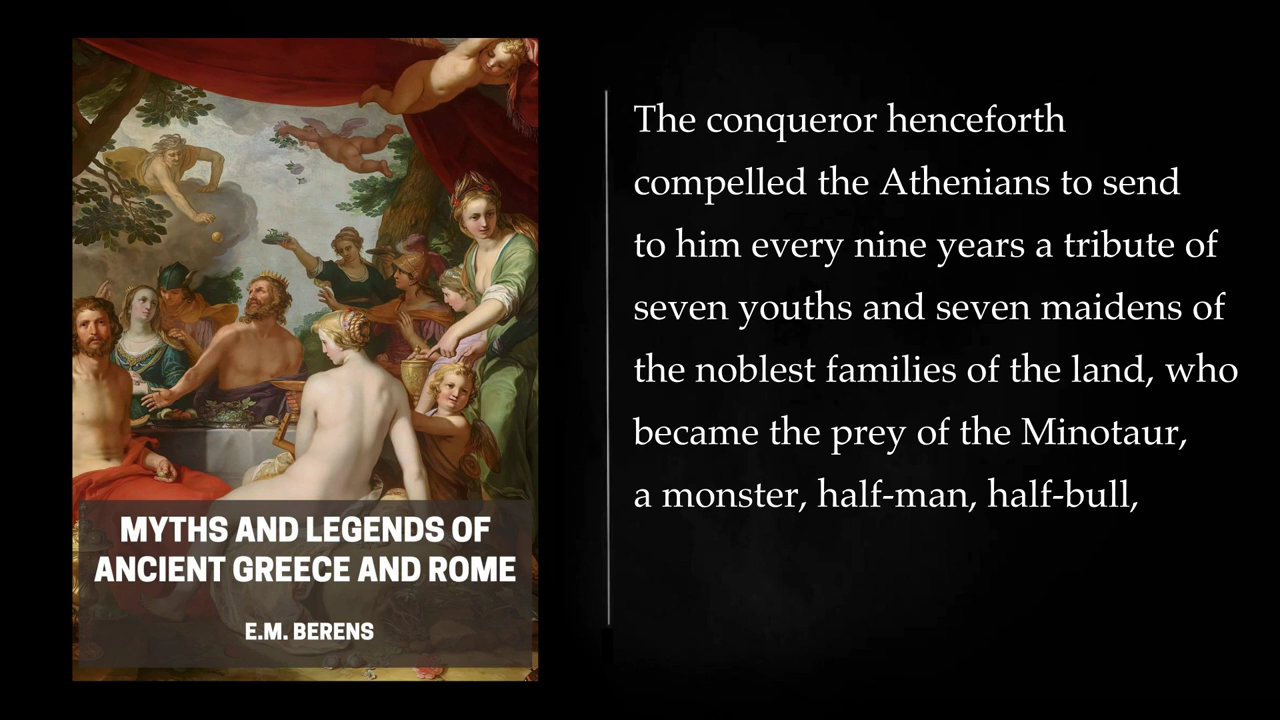 MYTHS AND LEGENDS OF
ANCIENT GREECE AND ROME
E.M. BERENS
The conqueror henceforth
compelled the Athenians to send
to him every nine years a tribute of
seven youths and seven maidens of
the noblest families of the land, who
became the prey of the Minotaur,
a monster, half-man, half-bull,